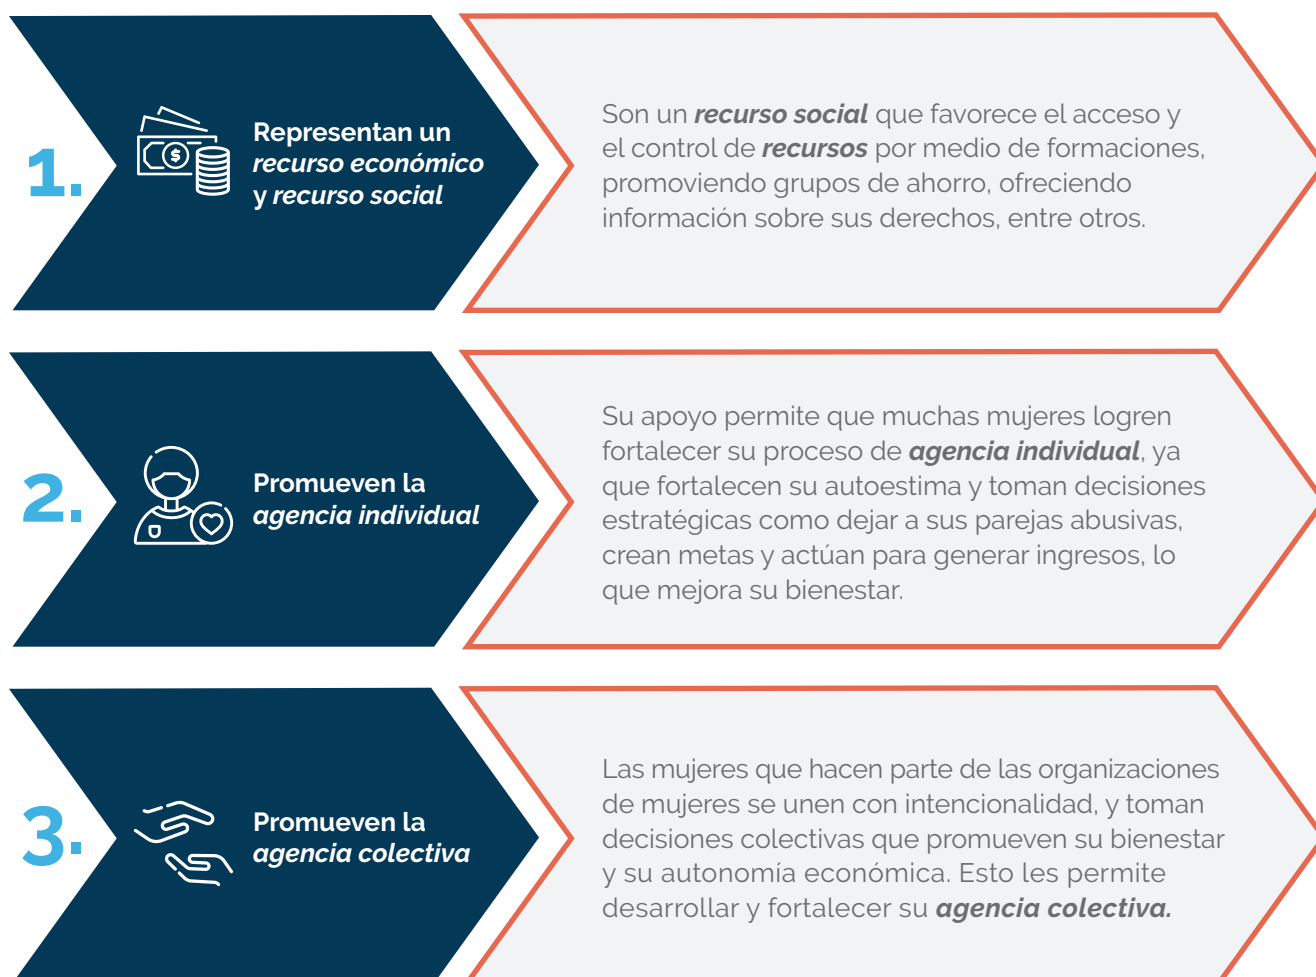 1.
Representan un
recurso económico
y recurso social
Son un recurso social que favorece el acceso y
el control de recursos por medio de formaciones,
promoviendo grupos de ahorro, ofreciendo
información sobre sus derechos, entre otros.
2.
Promueven la
agencia individual
Su apoyo permite que muchas mujeres logren
fortalecer su proceso de agencia individual, ya
que fortalecen su autoestima y toman decisiones
estratégicas como dejar a sus parejas abusivas,
crean metas y actúan para generar ingresos, lo
que mejora su bienestar.
3.
Promueven la
agencia colectiva
Las mujeres que hacen parte de las organizaciones
de mujeres se unen con intencionalidad, y toman
decisiones colectivas que promueven su bienestar
y su autonomía económica. Esto les permite
desarrollar y fortalecer su agencia colectiva.